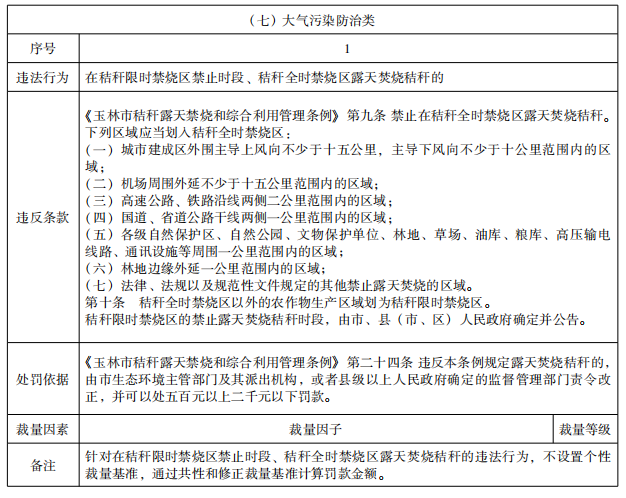 （七）大气污染防治类
序号
1
违法行为
在秸秆限时禁烧区禁止时段、秸秆全时禁烧区露天焚烧秸秆的
违反条款
《玉林市秸秆露天禁烧和综合利用管理条例》第九条 禁止在秸秆全时禁烧区露天焚烧秸秆。
下列区域应当划入秸秆全时禁烧区：
（一）城市建成区外围主导上风向不少于十五公里，主导下风向不少于十公里范围内的区
域；
（二）机场周围外延不少于十五公里范围内的区域；
（三）高速公路、铁路沿线两侧二公里范围内的区域；
（四）国道、省道公路干线两侧一公里范围内的区域；
（五）各级自然保护区、自然公园、文物保护单位、林地、草场、油库、粮库、高压输电
线路、通讯设施等周围一公里范围内的区域；
（六）林地边缘外延一公里范围内的区域；
（七）法律、法规以及规范性文件规定的其他禁止露天焚烧的区域。
第十条 秸秆全时禁烧区以外的农作物生产区域划为秸秆限时禁烧区。
秸秆限时禁烧区的禁止露天焚烧秸秆时段，由市、县（市、区）人民政府确定并公告。
处罚依据
《玉林市秸秆露天禁烧和综合利用管理条例》第二十四条 违反本条例规定露天焚烧秸秆的，
由市生态环境主管部门及其派出机构，或者县级以上人民政府确定的监督管理部门责令改
正，并可以处五百元以上二千元以下罚款。
裁量因素
裁量因子
裁量等级
备注
针对在秸秆限时禁烧区禁止时段、秸秆全时禁烧区露天焚烧秸秆的违法行为，不设置个性
裁量基准，通过共性和修正裁量基准计算罚款金额。